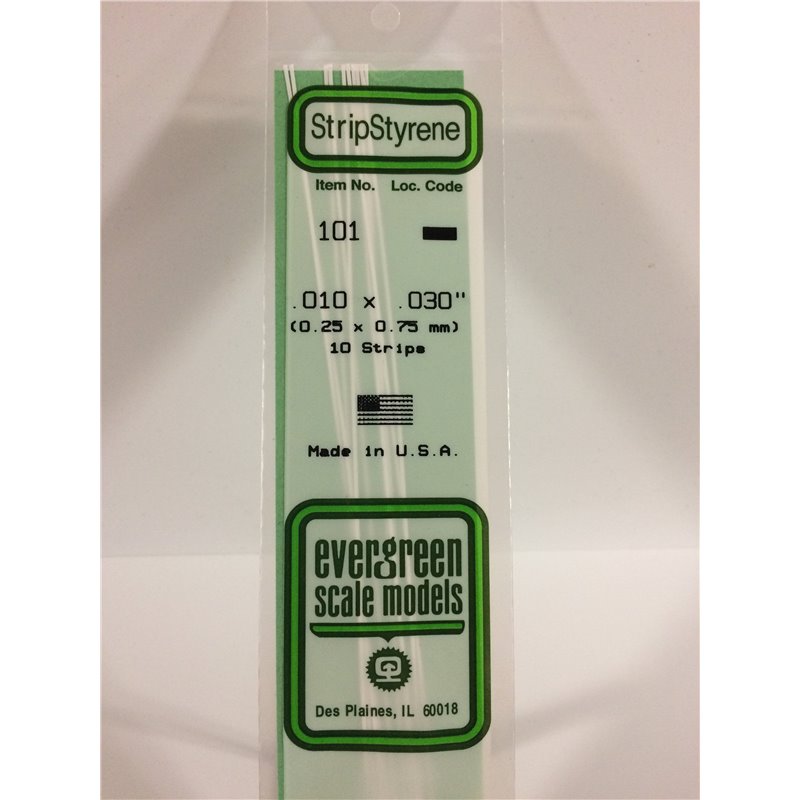 StripStyrene
Item No. Loc. Code
101
.010 x .030"
(0.25 x 0.75 mm)
10 Strips
Made in U.S.A.
evergreen
scale models
Des Plaines, IL 60018